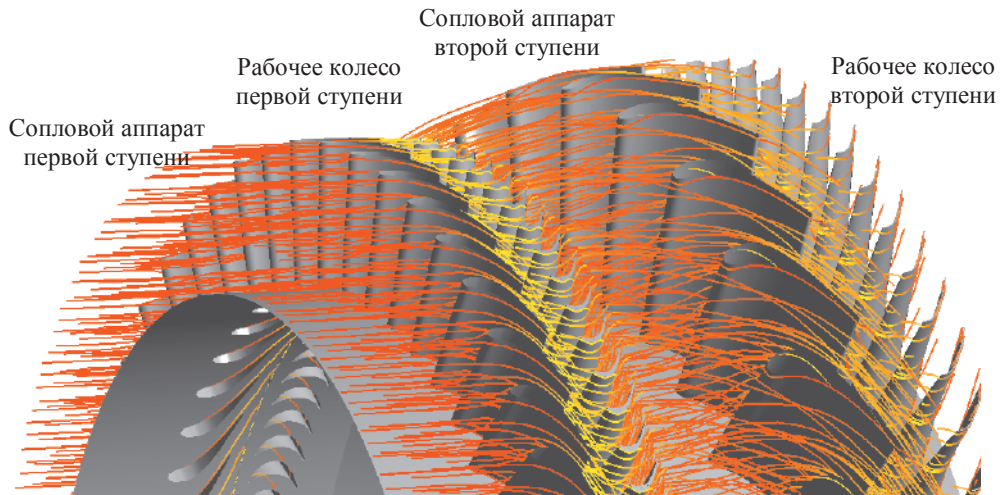 Сопловой аппарат
первой ступени
Рабочее колесо
первой ступени
Сопловой аппарат
второй ступени
Рабочее колесо
второй ступени